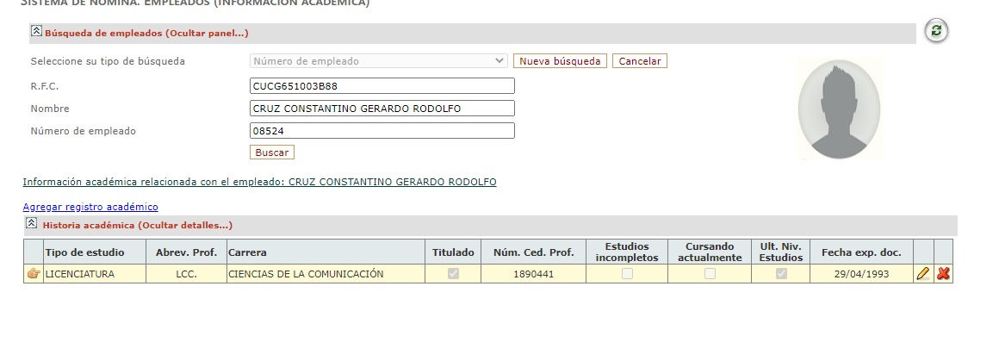 SISTEMA DE NÓMINA. EMPLEADOS (INFORMACIÓN ACADÉMICA)
Búsqueda de empleados (Ocultar panel...)
Seleccione su tipo de búsqueda Número de empleado Nueva búsqueda Cancelar
R.F.C. CUCG651003B88
Nombre CRUZ CONSTANTINO GERARDO RODOLFO
Número de empleado 08524
Buscar
Información académica relacionada con el empleado: CRUZ CONSTANTINO GERARDO RODOLFO
Agregar registro académico
Historia académica (Ocultar detalles...)
Tipo de estudio Abrev. Prof. Carrera Titulado Núm. Ced. Prof. Estudios incompletos Cursando actualmente Ult. Niv. Estudios Fecha exp. doc.
LICENCIATURA LCC. CIENCIAS DE LA COMUNICACIÓN 1890441 29/04/1993